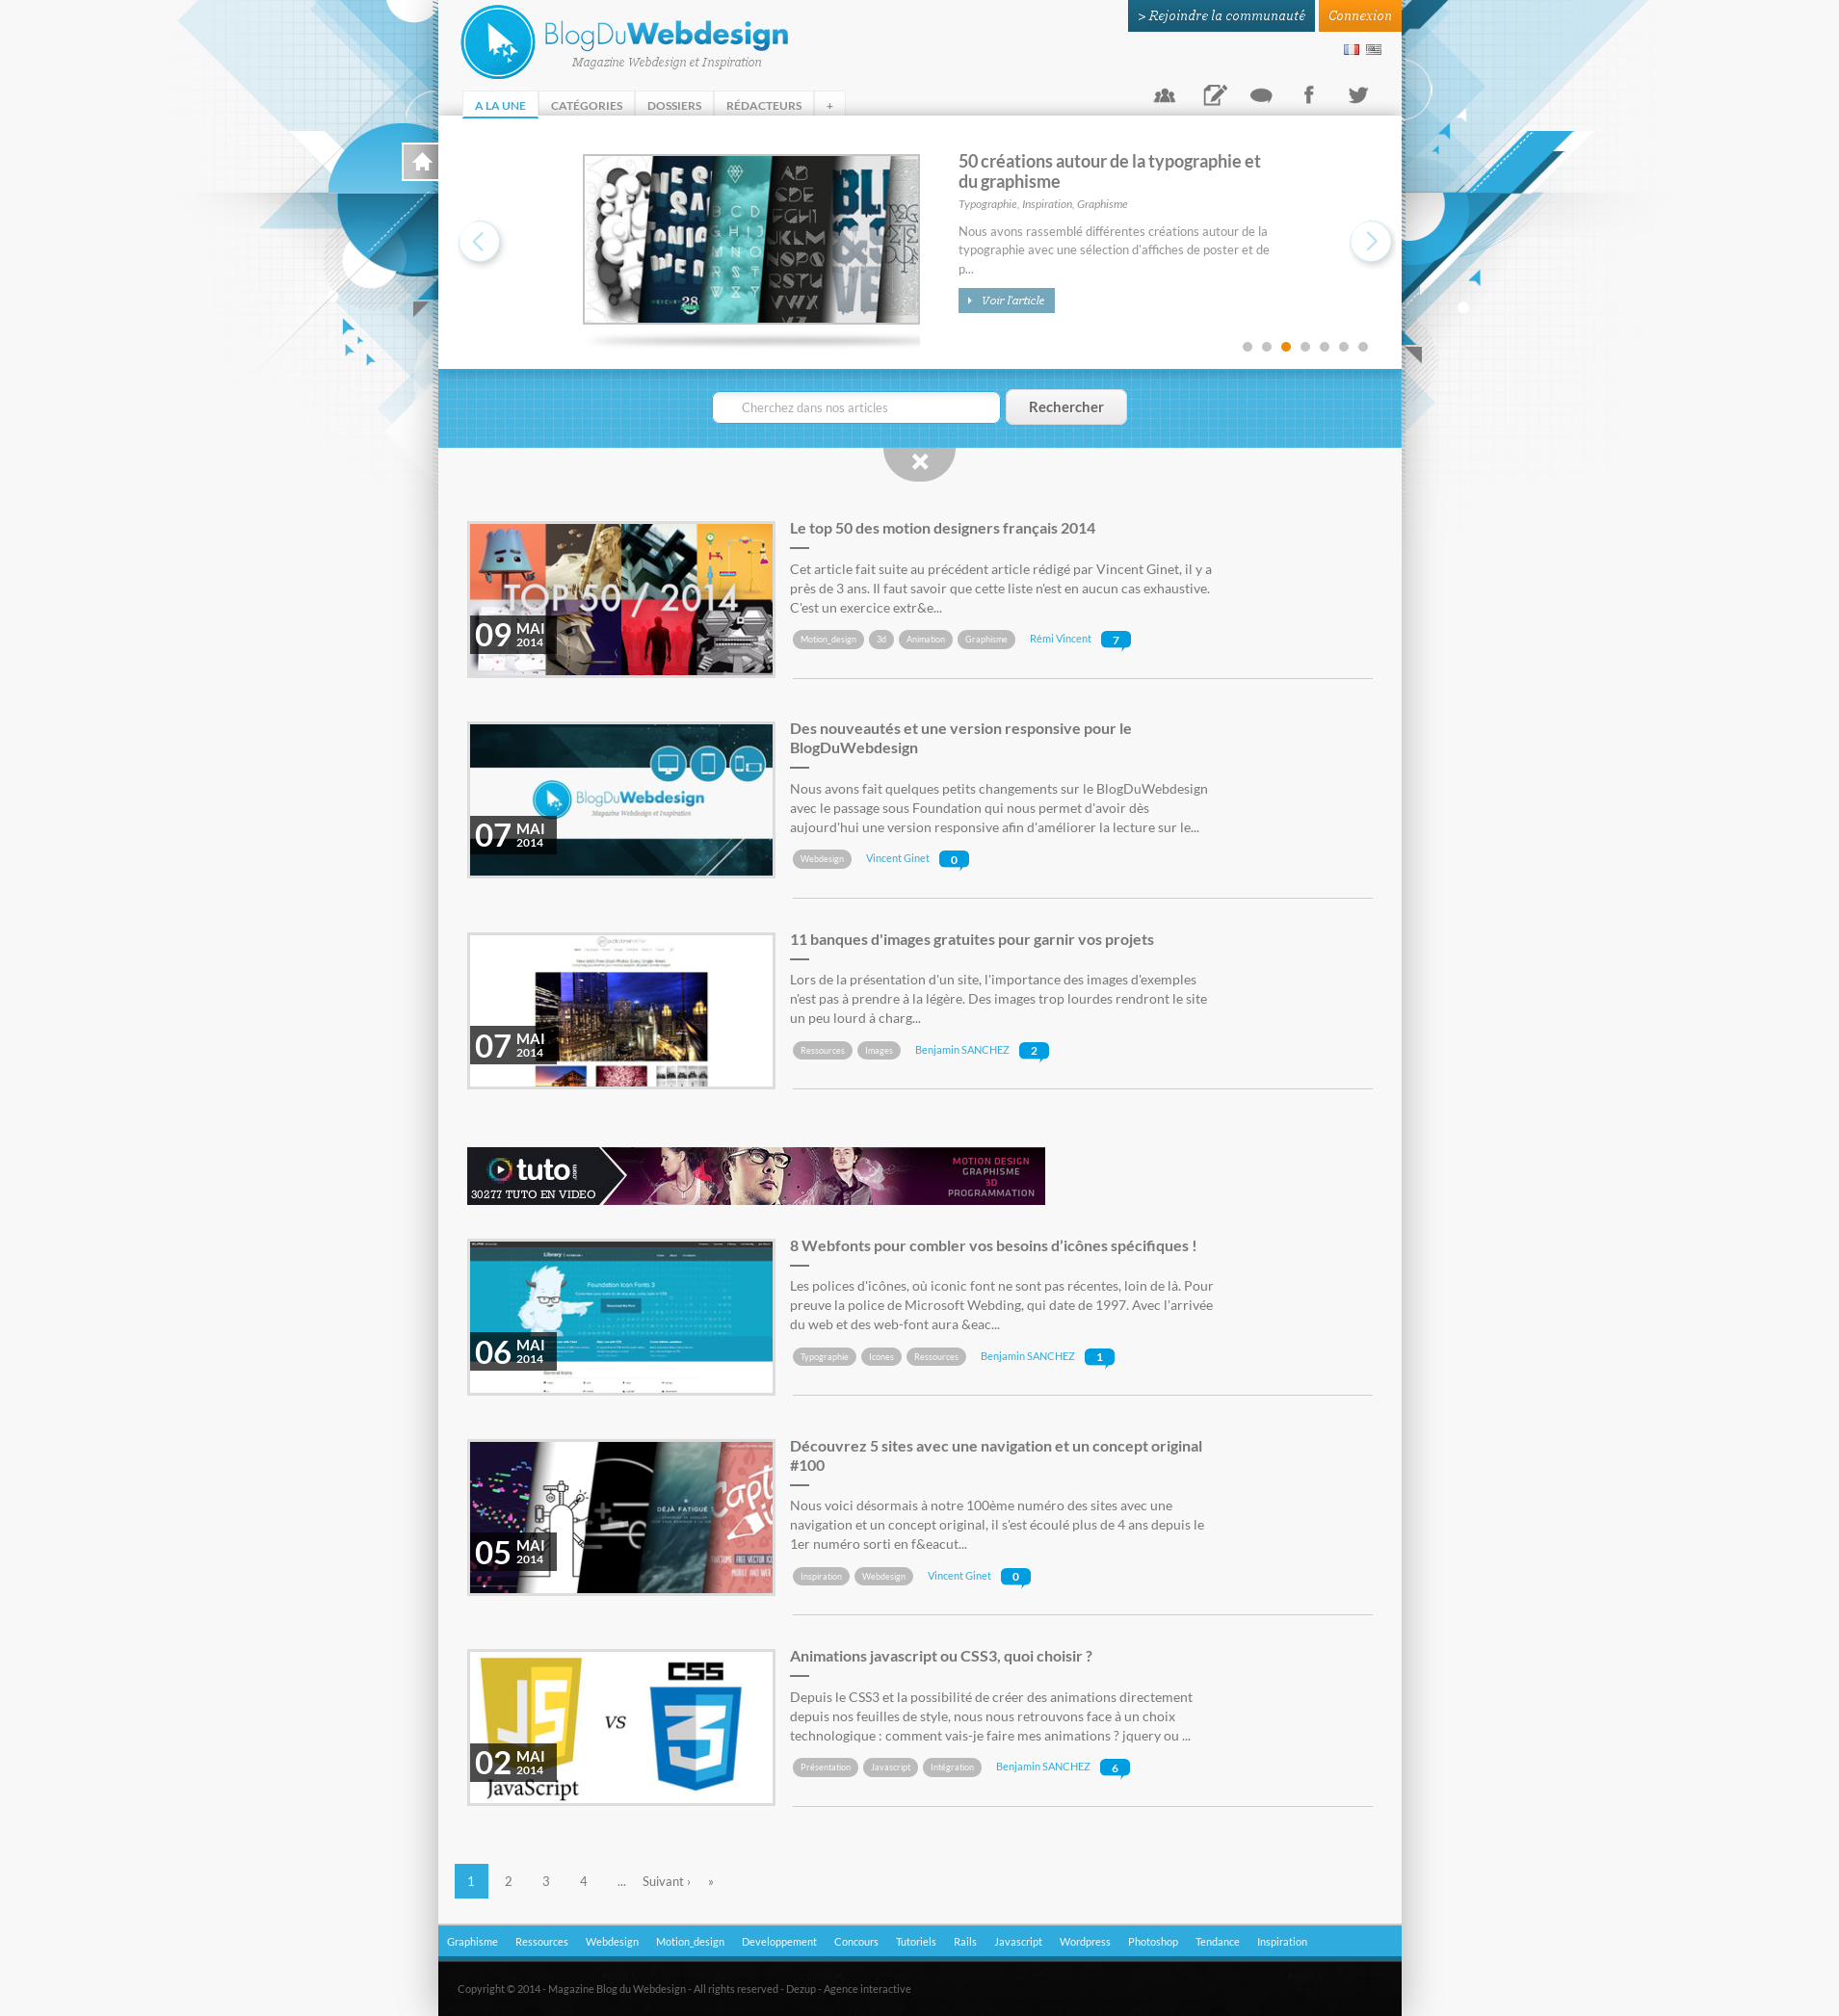 > Rejoindre la communauté
Connexion
BlogDuWebdesign
Magazine Webdesign et Inspiration
A LA UNE
CATÉGORIES
DOSSIERS
RÉDACTEURS
+
50 créations autour de la typographie et
du graphisme
Typographie, Inspiration, Graphisme
Nous avons rassemblé différentes créations autour de la
typographie avec une sélection d'affiches de poster et de
p...
Voir l'article
28
Cherchez dans nos articles
Rechercher
TOP 50 / 2014
09 MAI
2014
Le top 50 des motion designers français 2014
Cet article fait suite au précédent article rédigé par Vincent Ginet, il y a
près de 3 ans. Il faut savoir que cette liste n'est en aucun cas exhaustive.
C'est un exercice extr&e...
Motion_design 3d Animation Graphisme Rémi Vincent 7
BlogDuWebdesign
Magazine Webdesign et Inspiration
07 MAI
2014
Des nouveautés et une version responsive pour le
BlogDuWebdesign
Nous avons fait quelques petits changements sur le BlogDuWebdesign
avec le passage sous Foundation qui nous permet d'avoir dès
aujourd'hui une version responsive afin d'améliorer la lecture sur le...
Webdesign Vincent Ginet 0
07 MAI
2014
11 banques d'images gratuites pour garnir vos projets
Lors de la présentation d'un site, l'importance des images d'exemples
n'est pas à prendre à la légère. Des images trop lourdes rendront le site
un peu lourd à charg...
Ressources Images Benjamin SANCHEZ 2
tuto.com
30277 TUTO EN VIDEO
MOTION DESIGN
GRAPHISME
3D
PROGRAMMATION
Library
Foundation Icon Fonts 3
General Icons
06 MAI
2014
8 Webfonts pour combler vos besoins d'icônes spécifiques !
Les polices d'icônes, où iconic font ne sont pas récentes, loin de là. Pour
preuve la police de Microsoft Webding, qui date de 1997. Avec l'arrivée
du web et des web-font aura &eac...
Typographie Icones Ressources Benjamin SANCHEZ 1
DÉJÀ FATIGUÉ
05 MAI
2014
Découvrez 5 sites avec une navigation et un concept original
#100
Nous voici désormais à notre 100ème numéro des sites avec une
navigation et un concept original, il s'est écoulé plus de 4 ans depuis le
1er numéro sorti en f&eacut...
Inspiration Webdesign Vincent Ginet 0
JS
VS
CSS
3
JavaScript
02 MAI
2014
Animations javascript ou CSS3, quoi choisir ?
Depuis le CSS3 et la possibilité de créer des animations directement
depuis nos feuilles de style, nous nous retrouvons face à un choix
technologique : comment vais-je faire mes animations ? jquery ou ...
Présentation Javascript Intégration Benjamin SANCHEZ 6
1 2 3 4 ... Suivant › »
Graphisme Ressources Webdesign Motion_design Developpement Concours Tutoriels Rails Javascript Wordpress Photoshop Tendance Inspiration
Copyright © 2014 - Magazine Blog du Webdesign - All rights reserved - Dezup - Agence interactive